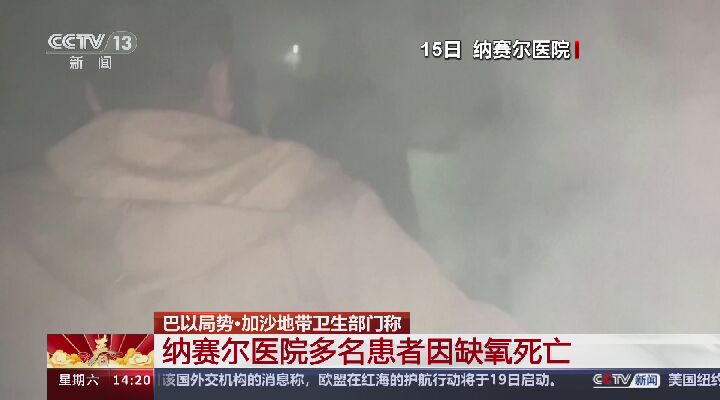 CCTV 13
新闻
15日 纳赛尔医院
巴以局势·加沙地带卫生部门称
纳赛尔医院多名患者因缺氧死亡
春
星期六 14:20 该国外交机构的消息称，欧盟在红海的护航行动将于19日启动。 CCTV 新闻 美国纽约